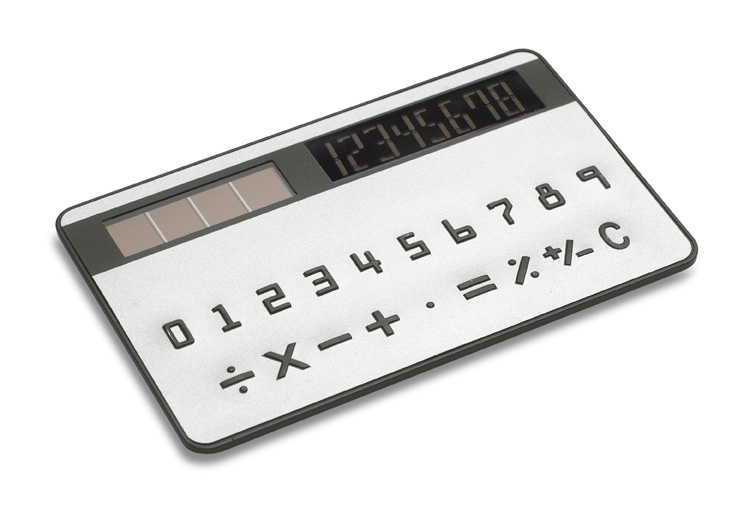 12345678
0 1 2 3 4 5 6 7 8 9
÷ X − + · = % +/− C